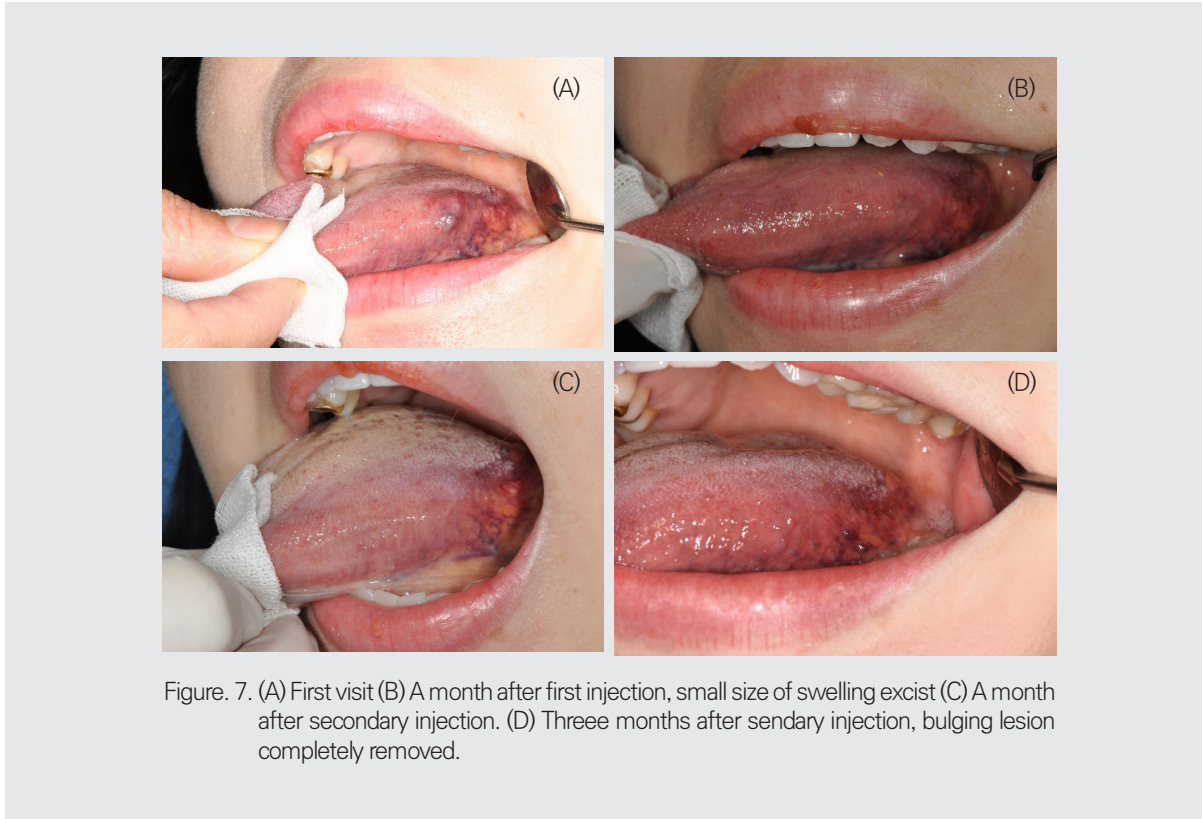 (A)
(B)
(C)
(D)
Figure. 7. (A) First visit (B) A month after first injection, small size of swelling excist (C) A month
after secondary injection. (D) Threee months after sendary injection, bulging lesion
completely removed.